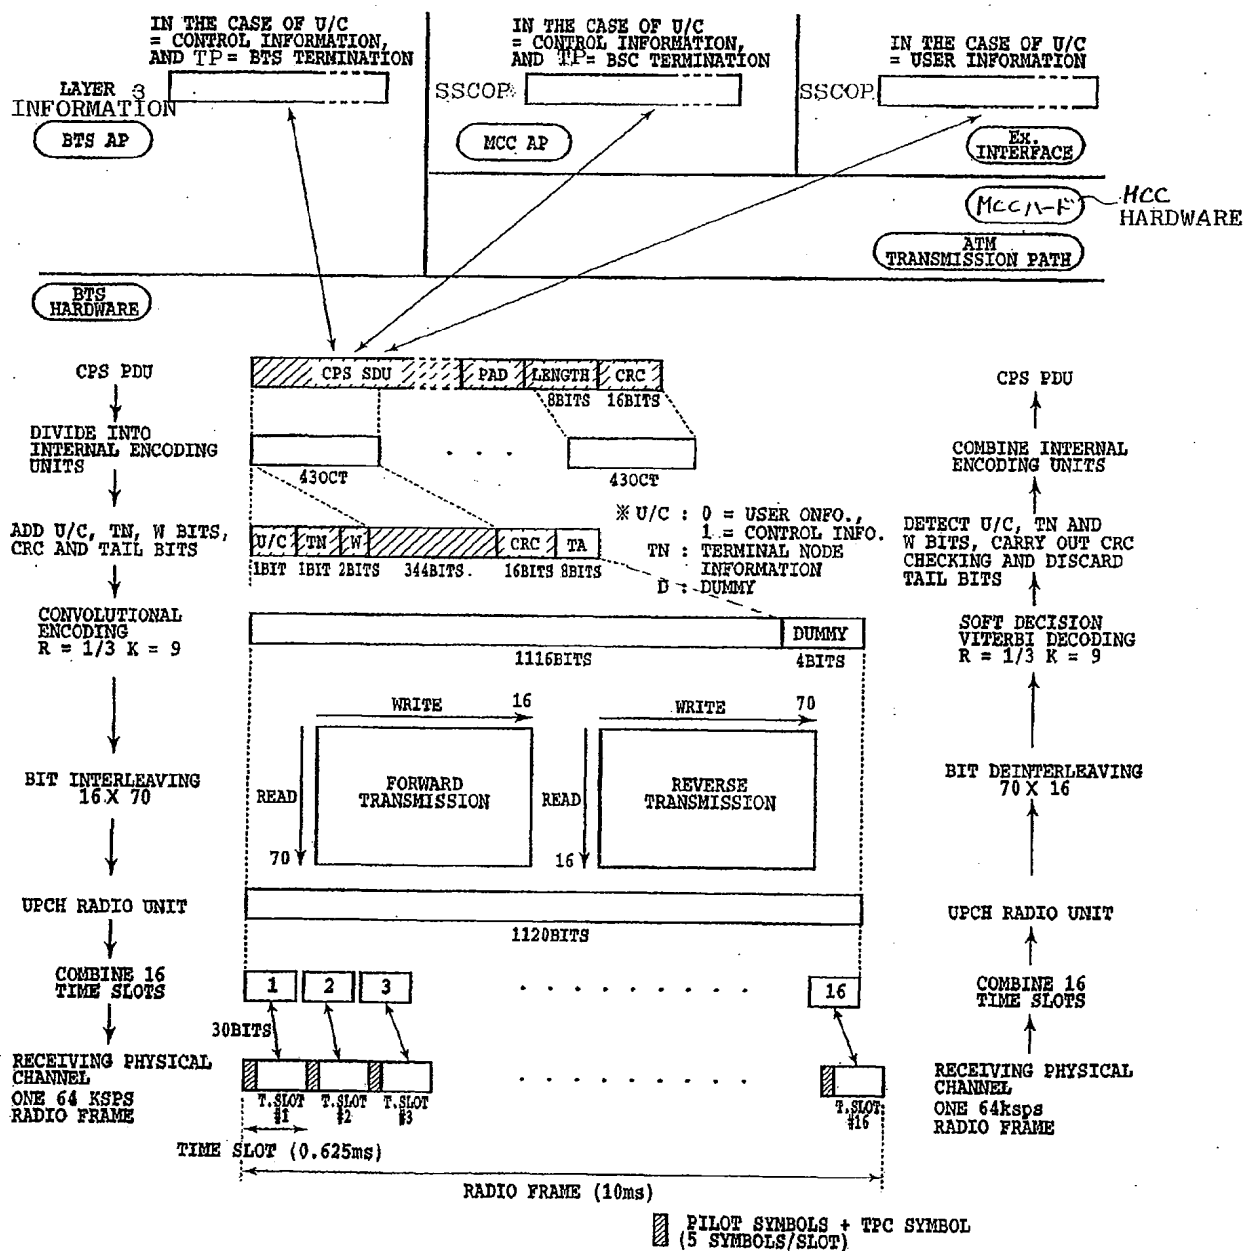 IN THE CASE OF U/C
= CONTROL INFORMATION,
AND TP= BTS TERMINATION
IN THE CASE OF U/C
= CONTROL INFORMATION,
AND TP= BSC TERMINATION
IN THE CASE OF U/C
= USER INFORMATION
LAYER 3
INFORMATION
SSCOP
SSCOP
BTS AP
MCC AP
Ex.
INTERFACE
MCCハード
MCC
HARDWARE
ATM
TRANSMISSION PATH
BTS
HARDWARE
CPS PDU
CPS SDU
PAD
LENGTH
CRC
8BITS
16BITS
CPS PDU
DIVIDE INTO
INTERNAL ENCODING
UNITS
. . .
43OCT
43OCT
COMBINE INTERNAL
ENCODING UNITS
ADD U/C, TN, W BITS,
CRC AND TAIL BITS
U/C
TN
W
CRC
TA
1BIT
1BIT
2BITS
344BITS.
16BITS
8BITS
※ U/C : 0 = USER ONFO.,
1 = CONTROL INFO.
TN : TERMINAL NODE
INFORMATION
D : DUMMY
DETECT U/C, TN AND
W BITS, CARRY OUT CRC
CHECKING AND DISCARD
TAIL BITS
CONVOLUTIONAL
ENCODING
R = 1/3 K = 9
DUMMY
1116BITS
4BITS
SOFT DECISION
VITERBI DECODING
R = 1/3 K = 9
WRITE
16
WRITE
70
BIT INTERLEAVING
16 X 70
READ
FORWARD
TRANSMISSION
70
READ
REVERSE
TRANSMISSION
16
BIT DEINTERLEAVING
70 X 16
UPCH RADIO UNIT
1120BITS
UPCH RADIO UNIT
COMBINE 16
TIME SLOTS
1
2
3
. . . . . . . . .
16
COMBINE 16
TIME SLOTS
30BITS
RECEIVING PHYSICAL
CHANNEL
ONE 64 KSPS
RADIO FRAME
. . . . . . . . .
T.SLOT
#1
T.SLOT
#2
T.SLOT
#3
T.SLOT
#16
RECEIVING PHYSICAL
CHANNEL
ONE 64ksps
RADIO FRAME
TIME SLOT (0.625ms)
RADIO FRAME (10ms)
PILOT SYMBOLS + TPC SYMBOL
(5 SYMBOLS/SLOT)